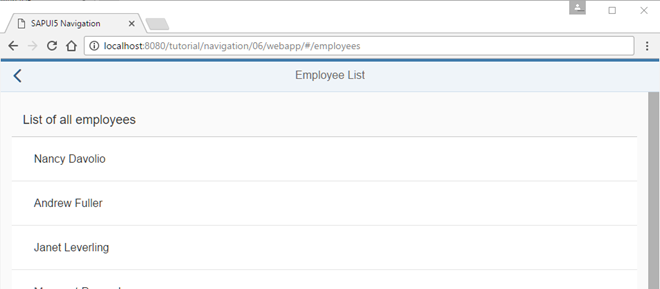 SAPUI5 Navigation
localhost:8080/tutorial/navigation/06/webapp/#/employees
Employee List
List of all employees
Nancy Davolio
Andrew Fuller
Janet Leverling